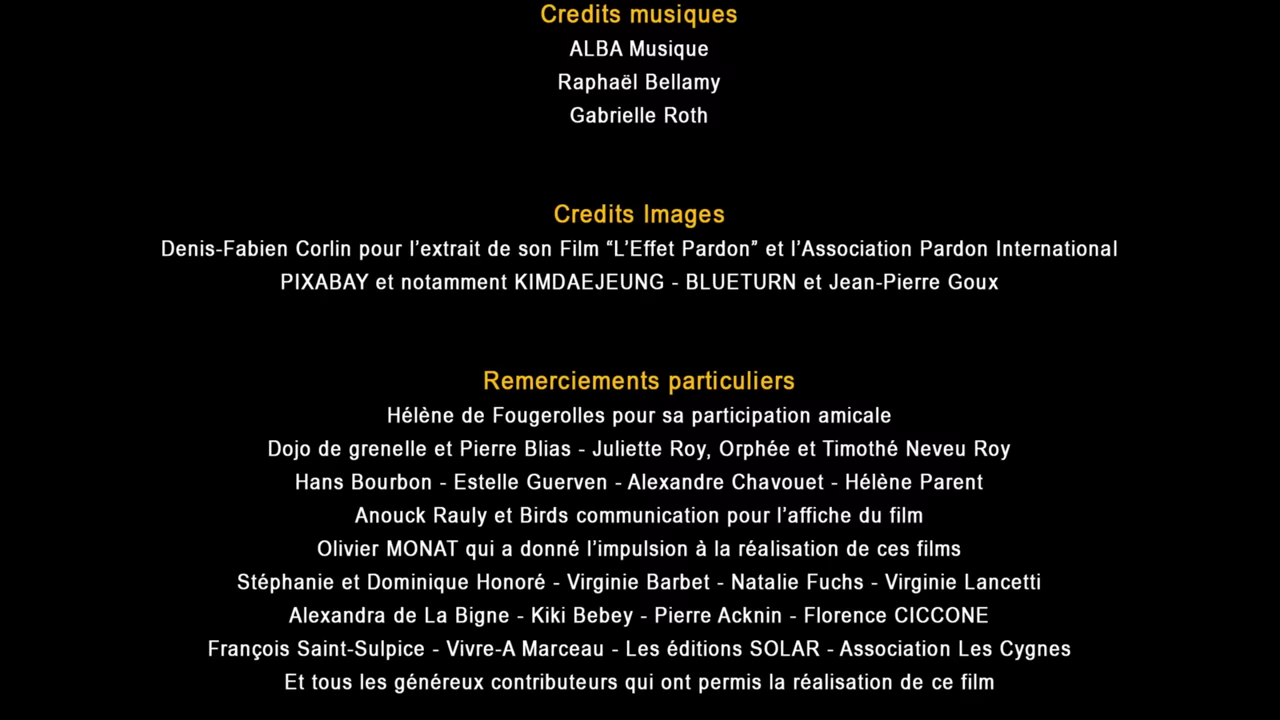 Credits musiques
ALBA Musique
Raphaël Bellamy
Gabrielle Roth
Credits Images
Denis-Fabien Corlin pour l’extrait de son Film “L’Effet Pardon” et l’Association Pardon International
PIXABAY et notamment KIMDAEJEUNG - BLUETURN et Jean-Pierre Goux
Remerciements particuliers
Hélène de Fougerolles pour sa participation amicale
Dojo de grenelle et Pierre Blias - Juliette Roy, Orphée et Timothé Neveu Roy
Hans Bourbon - Estelle Guerven - Alexandre Chavouet - Hélène Parent
Anouck Rauly et Birds communication pour l’affiche du film
Olivier MONAT qui a donné l’impulsion à la réalisation de ces films
Stéphanie et Dominique Honoré - Virginie Barbet - Natalie Fuchs - Virginie Lancetti
Alexandra de La Bigne - Kiki Bebey - Pierre Acknin - Florence CICCONE
François Saint-Sulpice - Vivre-A Marceau - Les éditions SOLAR - Association Les Cygnes
Et tous les généreux contributeurs qui ont permis la réalisation de ce film